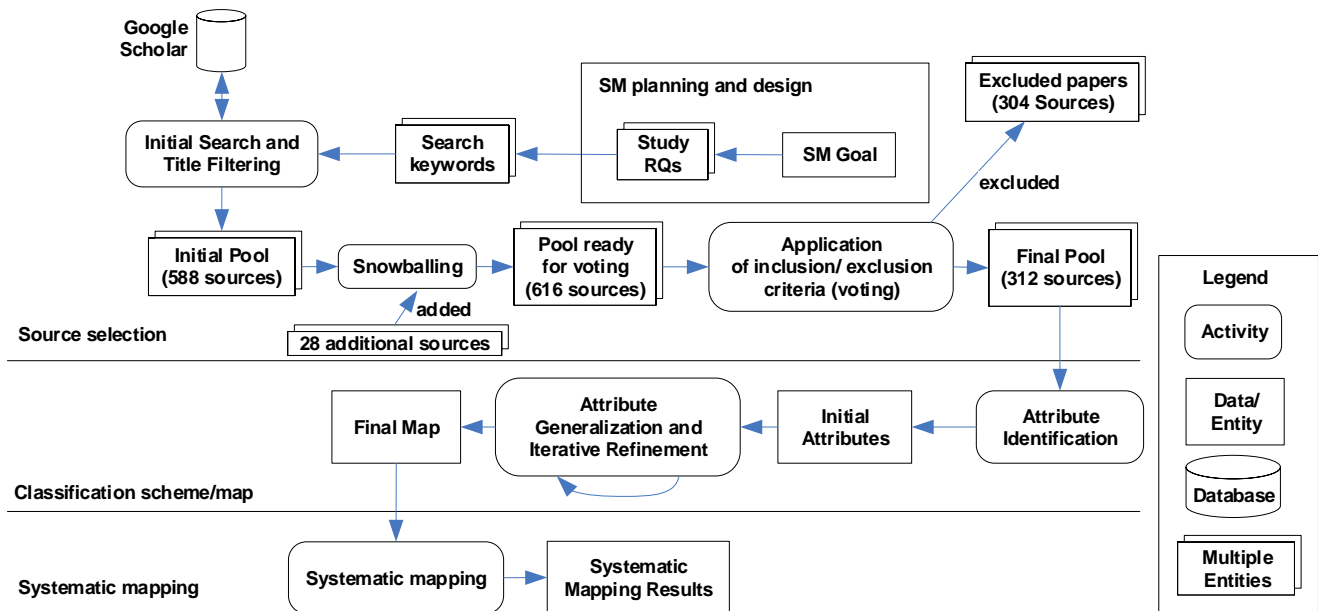 Google
Scholar
SM planning and design
Excluded papers
(304 Sources)
Initial Search and
Title Filtering
Search
keywords
Study
RQs
SM Goal
excluded
Initial Pool
(588 sources)
Snowballing
Pool ready
for voting
(616 sources)
Application
of inclusion/ exclusion
criteria (voting)
Final Pool
(312 sources)
added
28 additional sources
Source selection
Final Map
Attribute
Generalization and
Iterative Refinement
Initial
Attributes
Attribute
Identification
Classification scheme/map
Systematic mapping
Systematic
Mapping Results
Systematic mapping
Legend
Activity
Data/
Entity
Database
Multiple
Entities